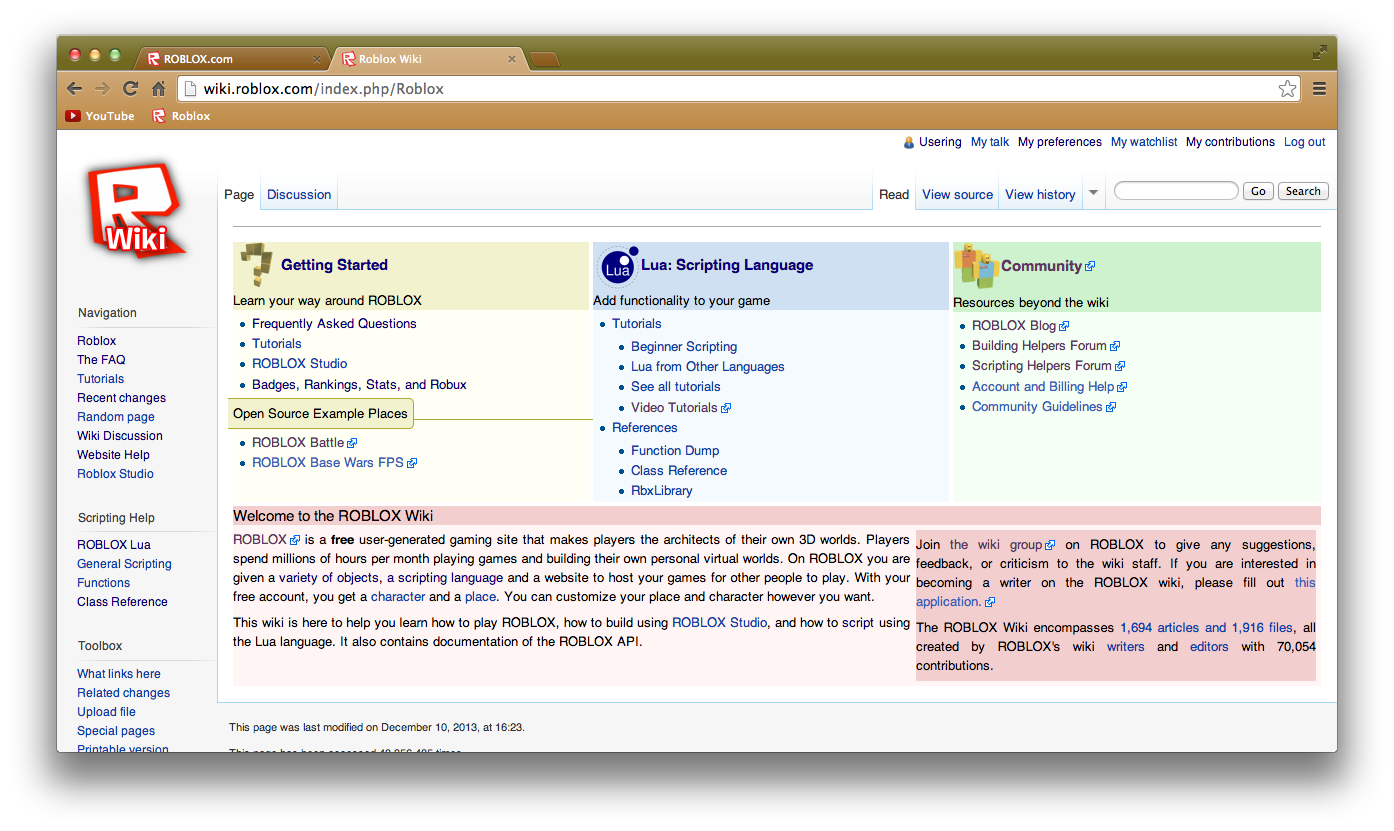 ROBLOX.com
Roblox Wiki
wiki.roblox.com/index.php/Roblox
YouTube
Roblox
Usering My talk My preferences My watchlist My contributions Log out
Page Discussion
Read View source View history
Go Search
R
Wiki
Navigation
Roblox
The FAQ
Tutorials
Recent changes
Random page
Wiki Discussion
Website Help
Roblox Studio
Scripting Help
ROBLOX Lua
General Scripting
Functions
Class Reference
Toolbox
What links here
Related changes
Upload file
Special pages
Printable version
Getting Started
Learn your way around ROBLOX
Frequently Asked Questions
Tutorials
ROBLOX Studio
Badges, Rankings, Stats, and Robux
Open Source Example Places
ROBLOX Battle
ROBLOX Base Wars FPS
Lua
Lua: Scripting Language
Add functionality to your game
Tutorials
Beginner Scripting
Lua from Other Languages
See all tutorials
Video Tutorials
References
Function Dump
Class Reference
RbxLibrary
Community
Resources beyond the wiki
ROBLOX Blog
Building Helpers Forum
Scripting Helpers Forum
Account and Billing Help
Community Guidelines
Welcome to the ROBLOX Wiki
ROBLOX is a free user-generated gaming site that makes players the architects of their own 3D worlds. Players
spend millions of hours per month playing games and building their own personal virtual worlds. On ROBLOX you are
given a variety of objects, a scripting language and a website to host your games for other people to play. With your
free account, you get a character and a place. You can customize your place and character however you want.
This wiki is here to help you learn how to play ROBLOX, how to build using ROBLOX Studio, and how to script using
the Lua language. It also contains documentation of the ROBLOX API.
Join the wiki group on ROBLOX to give any suggestions,
feedback, or criticism to the wiki staff. If you are interested in
becoming a writer on the ROBLOX wiki, please fill out this
application.
The ROBLOX Wiki encompasses 1,694 articles and 1,916 files, all
created by ROBLOX's wiki writers and editors with 70,054
contributions.
This page was last modified on December 10, 2013, at 16:23.
This page has been accessed times.